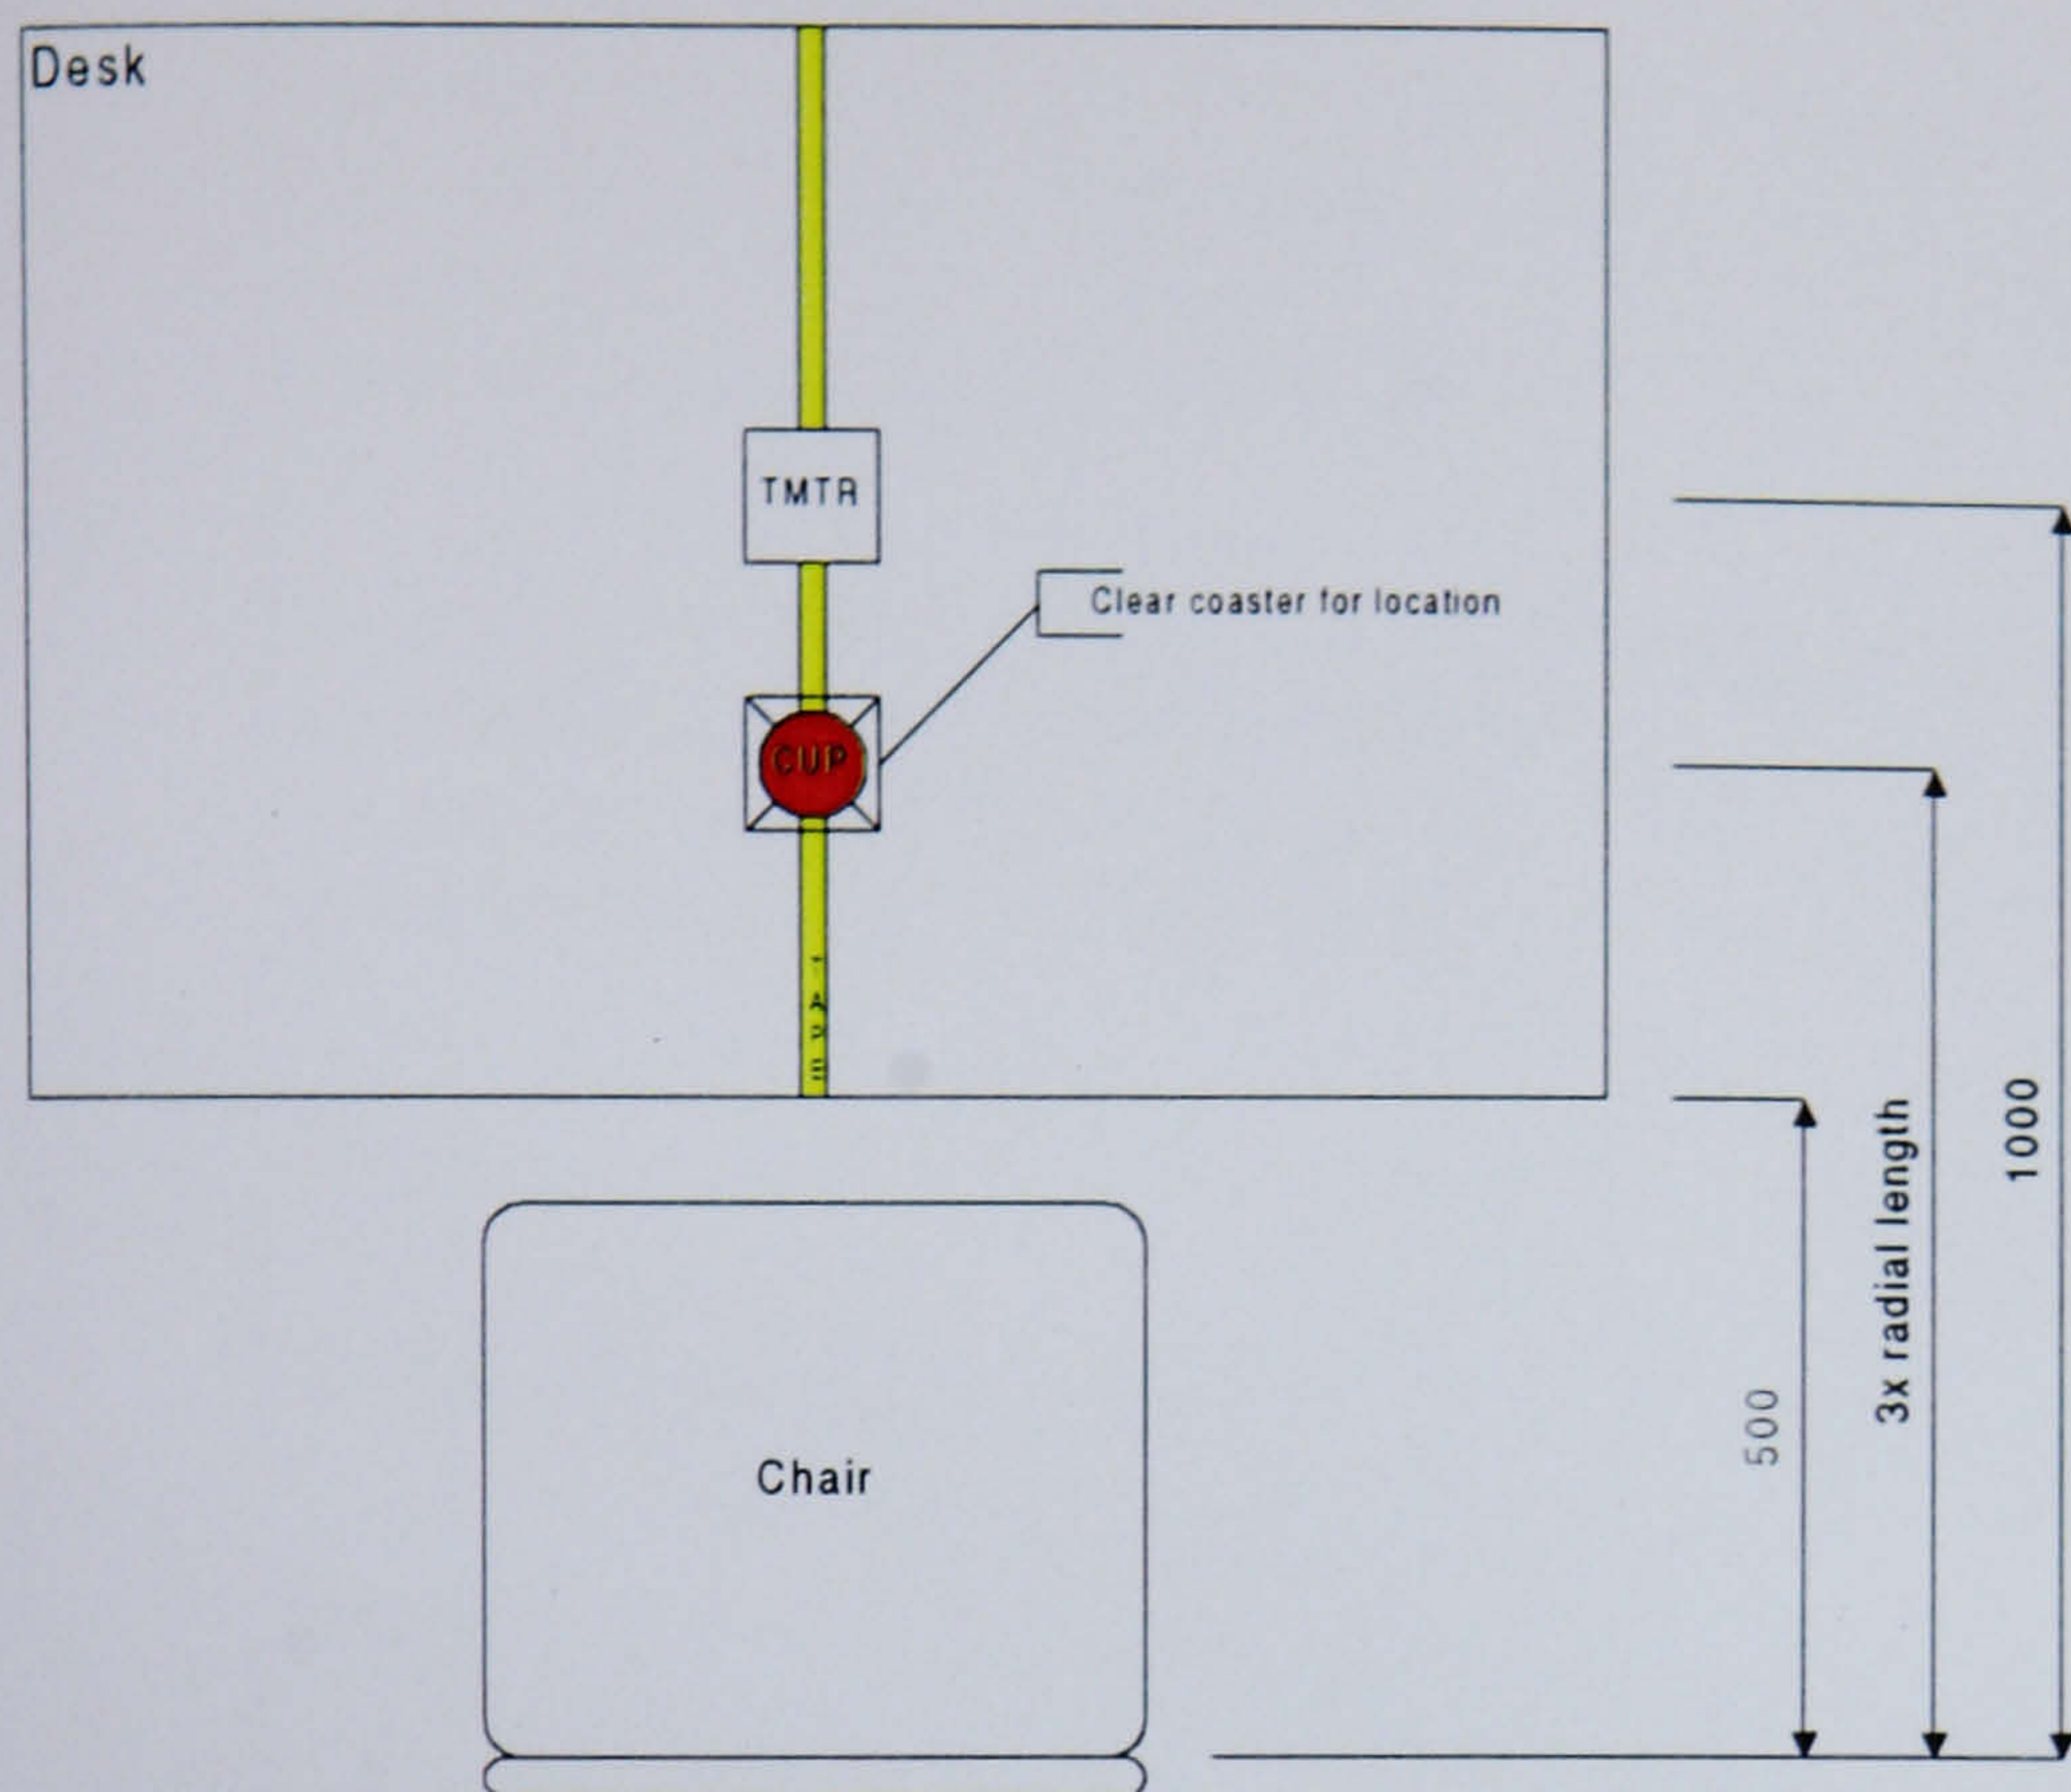 Desk
TMTR
Clear coaster for location
CUP
1000
3x radial length
500
Chair